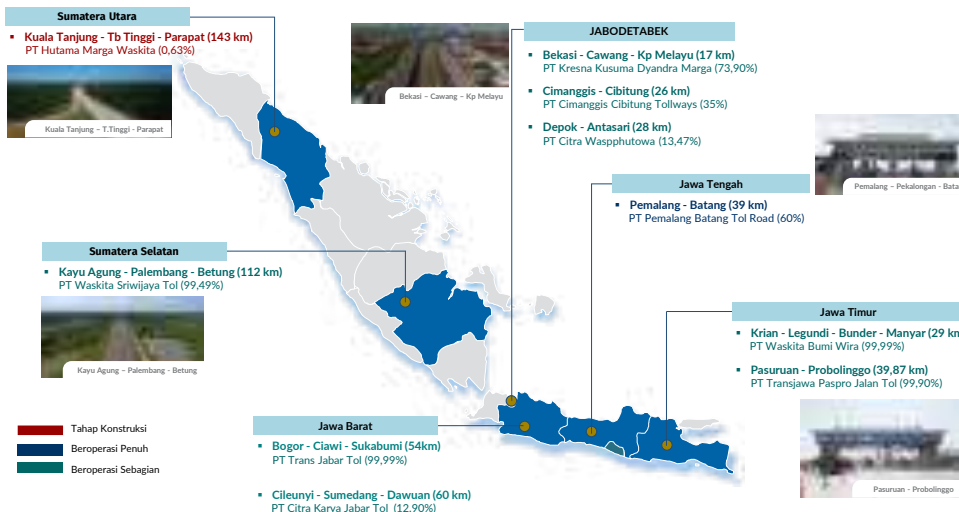 Sumatera Utara
▪ Kuala Tanjung - Tb Tinggi - Parapat (143 km)
PT Hutama Marga Waskita (0,63%)
Kuala Tanjung – T.Tinggi - Parapat
Bekasi – Cawang – Kp Melayu
JABODETABEK
▪ Bekasi - Cawang - Kp Melayu (17 km)
PT Kresna Kusuma Dyandra Marga (73,90%)
▪ Cimanggis - Cibitung (26 km)
PT Cimanggis Cibitung Tollways (35%)
▪ Depok - Antasari (28 km)
PT Citra Waspphutowa (13,47%)
Pemalang – Pekalongan - Bata
Jawa Tengah
▪ Pemalang - Batang (39 km)
PT Pemalang Batang Tol Road (60%)
Sumatera Selatan
▪ Kayu Agung - Palembang - Betung (112 km)
PT Waskita Sriwijaya Tol (99,49%)
Kayu Agung – Palembang - Betung
Jawa Timur
▪ Krian - Legundi - Bunder - Manyar (29 km
PT Waskita Bumi Wira (99,99%)
▪ Pasuruan - Probolinggo (39,87 km)
PT Transjawa Paspro Jalan Tol (99,90%)
Pasuruan - Probolinggo
Jawa Barat
▪ Bogor - Ciawi - Sukabumi (54km)
PT Trans Jabar Tol (99,99%)
▪ Cileunyi - Sumedang - Dawuan (60 km)
PT Citra Karya Jabar Tol (12,90%)
Tahap Konstruksi
Beroperasi Penuh
Beroperasi Sebagian